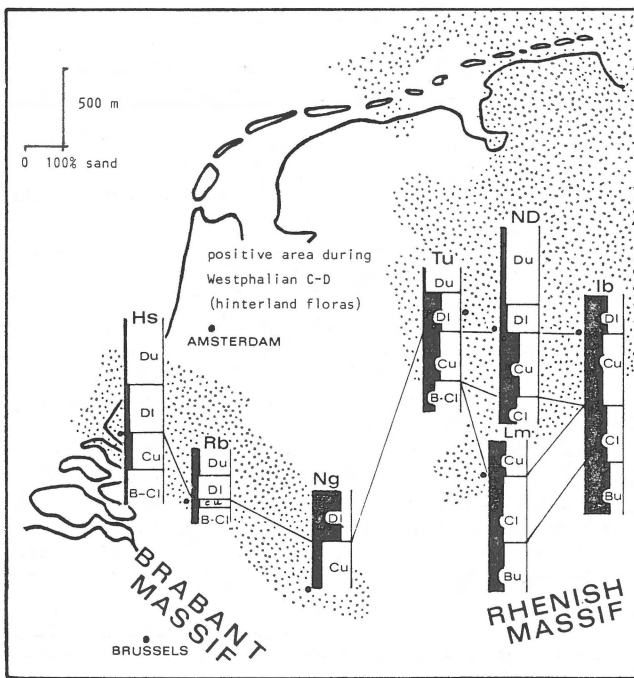 500 m
0 100% sand
positive area during
Westphalian C-D
(hinterland floras)
AMSTERDAM
Hs
Du
Dl
Cu
B-Cl
Rb
Du
Dl
Cu
B-Cl
Ng
Dl
Cu
Tu
Du
Dl
Cu
B-Cl
ND
Du
Dl
Cu
Cl
Lm
Cu
Cl
Bu
Ib
Dl
Cu
Cl
Bu
BRABANT
MASSIF
RHENISH
MASSIF
BRUSSELS